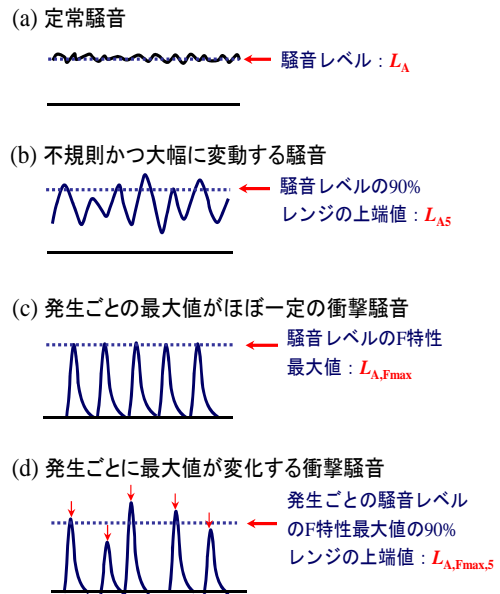 (a) 定常騒音
騒音レベル：LA
(b) 不規則かつ大幅に変動する騒音
騒音レベルの90%
レンジの上端値：LA5
(c) 発生ごとの最大値がほぼ一定の衝撃騒音
騒音レベルのF特性
最大値：LA,Fmax
(d) 発生ごとに最大値が変化する衝撃騒音
発生ごとの騒音レベル
のF特性最大値の90%
レンジの上端値：LA,Fmax,5